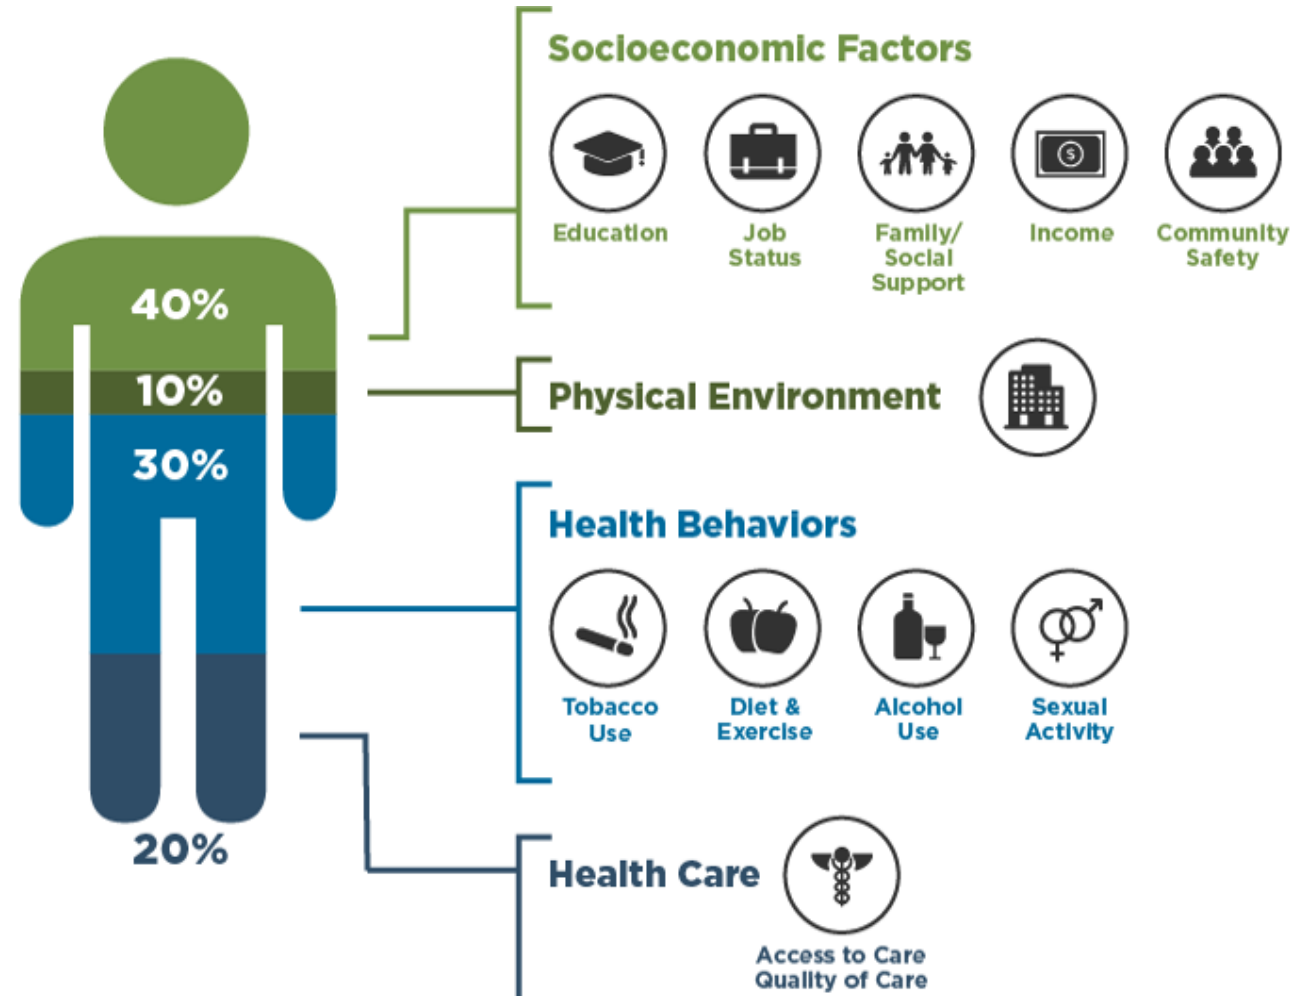 Socioeconomic Factors
Education
Job
Status
Family/
Social
Support
Income
Community
Safety
40%
10%
Physical Environment
30%
Health Behaviors
Tobacco
Use
Diet &
Exercise
Alcohol
Use
Sexual
Activity
20%
Health Care
Access to Care
Quality of Care
$